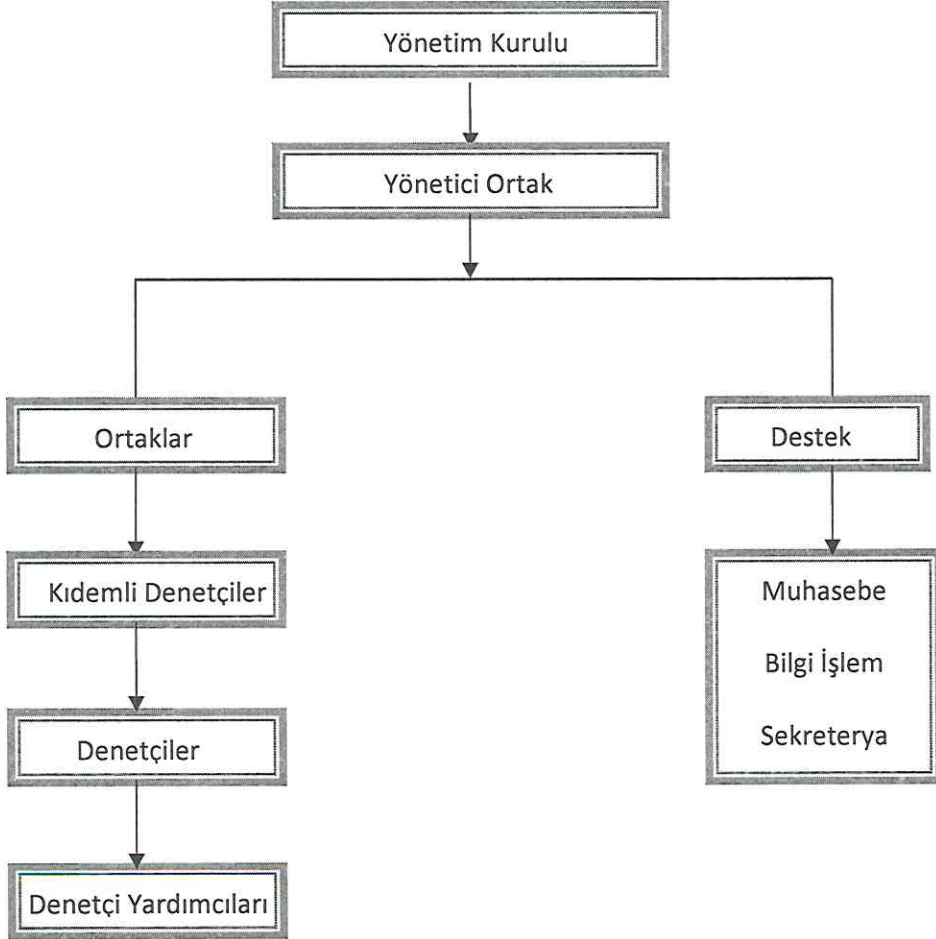 Yönetim Kurulu
Yönetici Ortak
Ortaklar
Destek
Kıdemli Denetçiler
Muhasebe
Bilgi İşlem
Sekreterya
Denetçiler
Denetçi Yardımcıları